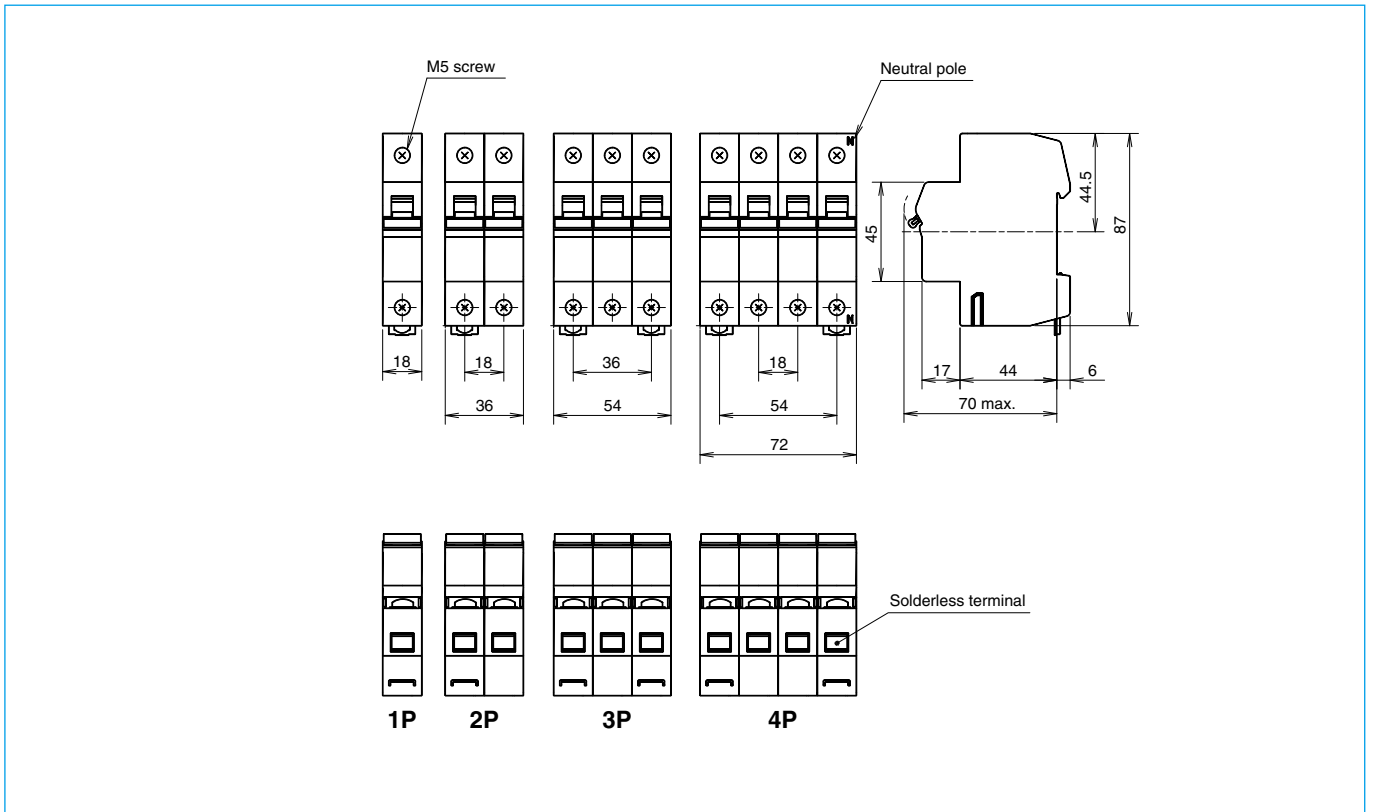 M5 screw
Neutral pole
N
44.5
45
87
N
18
18
36
18
17
44
6
36
54
54
70 max.
72
Solderless terminal
1P
2P
3P
4P